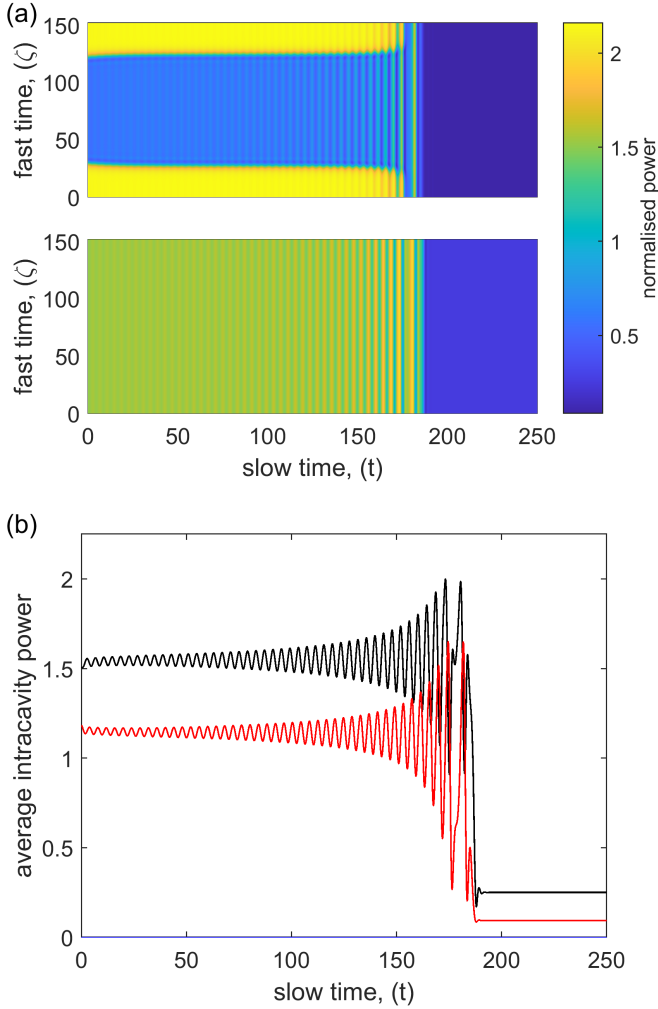 (a)
fast time, (ζ)
150
100
50
0
fast time, (ζ)
150
100
50
0
0 50 100 150 200 250
slow time, (t)
2
1.5
1
0.5
normalised power
(b)
average intracavity power
2
1.5
1
0.5
0
0 50 100 150 200 250
slow time, (t)